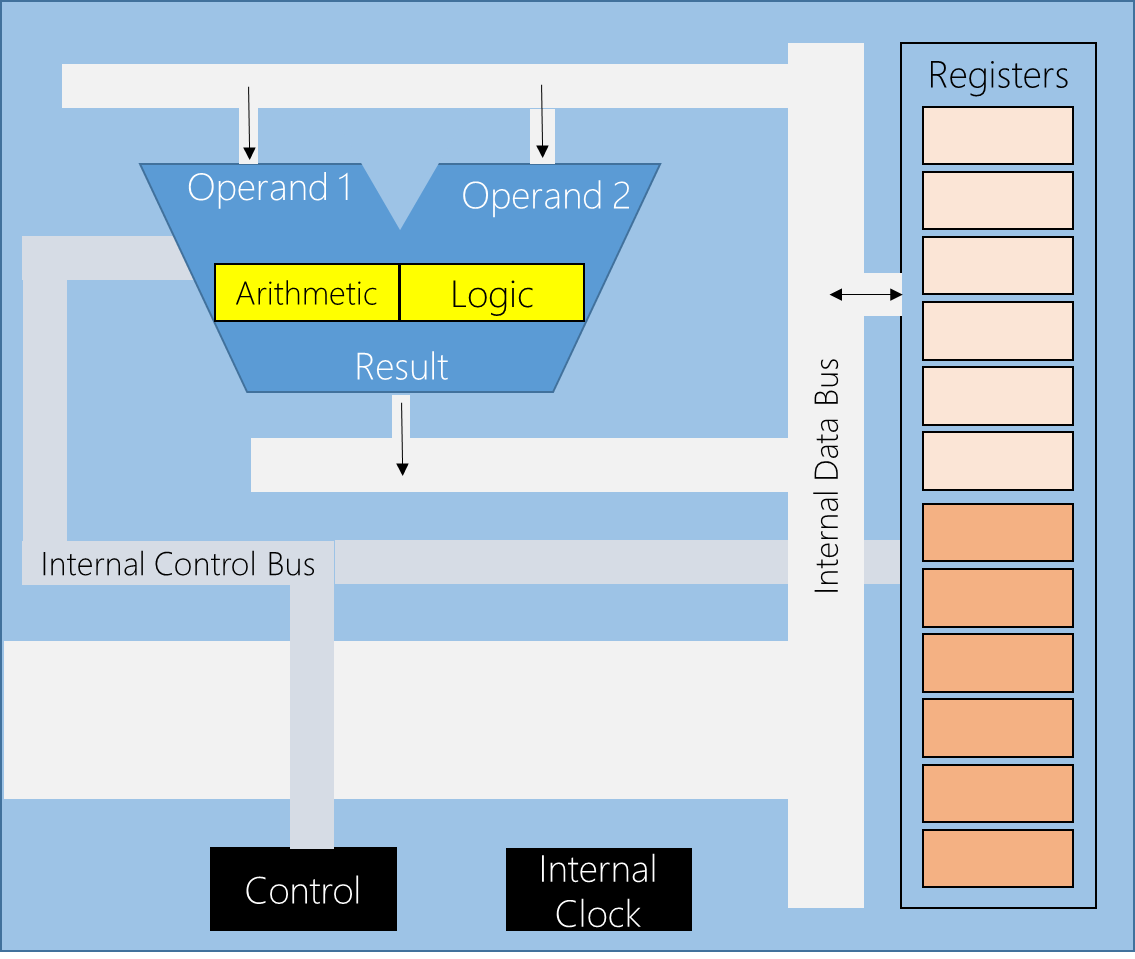 Registers
Operand 1
Operand 2
Arithmetic
Logic
Result
Internal Data Bus
Internal Control Bus
Control
Internal
Clock